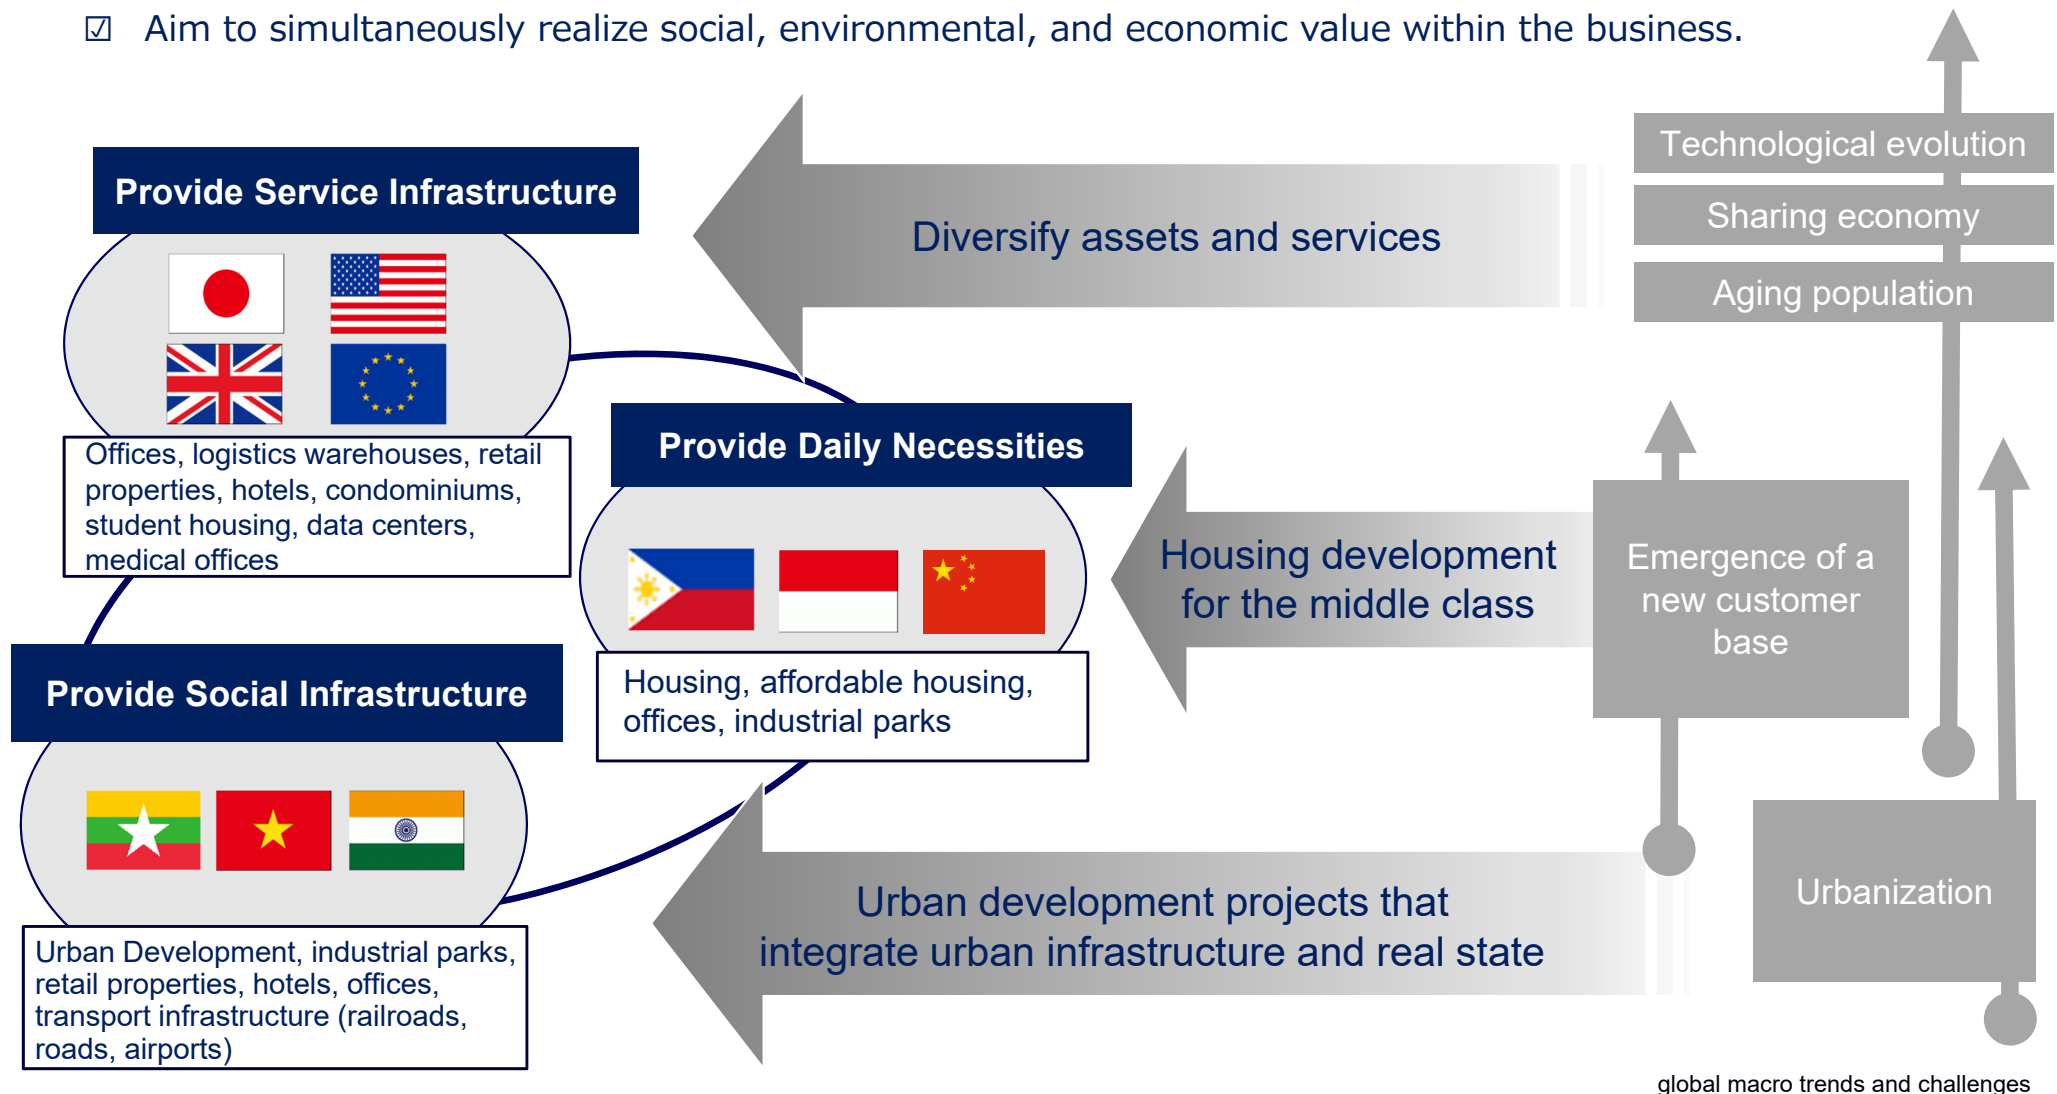 ☑ Aim to simultaneously realize social, environmental, and economic value within the business.
Technological evolution
Sharing economy
Aging population
Provide Service Infrastructure
Diversify assets and services
Offices, logistics warehouses, retail
properties, hotels, condominiums,
student housing, data centers,
medical offices
Provide Daily Necessities
Housing development
for the middle class
Emergence of a
new customer
base
Housing, affordable housing,
offices, industrial parks
Provide Social Infrastructure
Urban development projects that
integrate urban infrastructure and real state
Urbanization
Urban Development, industrial parks,
retail properties, hotels, offices,
transport infrastructure (railroads,
roads, airports)
global macro trends and challenges